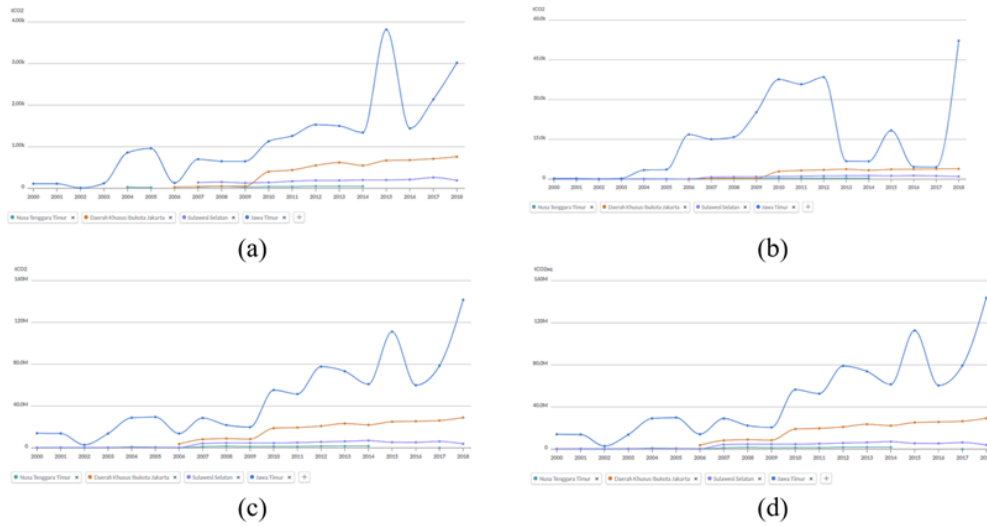 tCO2
4.00k
3.00k
2.00k
1.00k
0
2000 2001 2002 2003 2004 2005 2006 2007 2008 2009 2010 2011 2012 2013 2014 2015 2016 2017 2018
Nusa Tenggara Timur × Daerah Khusus Ibukota Jakarta × Sulawesi Selatan × Jawa Timur × +
(a)
tCO2
60.0k
45.0k
30.0k
15.0k
0
2000 2001 2002 2003 2004 2005 2006 2007 2008 2009 2010 2011 2012 2013 2014 2015 2016 2017 2018
Nusa Tenggara Timur × Daerah Khusus Ibukota Jakarta × Sulawesi Selatan × Jawa Timur × +
(b)
tCO2
160M
120M
80.0M
40.0M
0
2000 2001 2002 2003 2004 2005 2006 2007 2008 2009 2010 2011 2012 2013 2014 2015 2016 2017 2018
Nusa Tenggara Timur × Daerah Khusus Ibukota Jakarta × Sulawesi Selatan × Jawa Timur × +
(c)
tCO2eq
160M
120M
80.0M
40.0M
0
2000 2001 2002 2003 2004 2005 2006 2007 2008 2009 2010 2011 2012 2013 2014 2015 2016 2017
Nusa Tenggara Timur × Daerah Khusus Ibukota Jakarta × Sulawesi Selatan × Jawa Timur × +
(d)